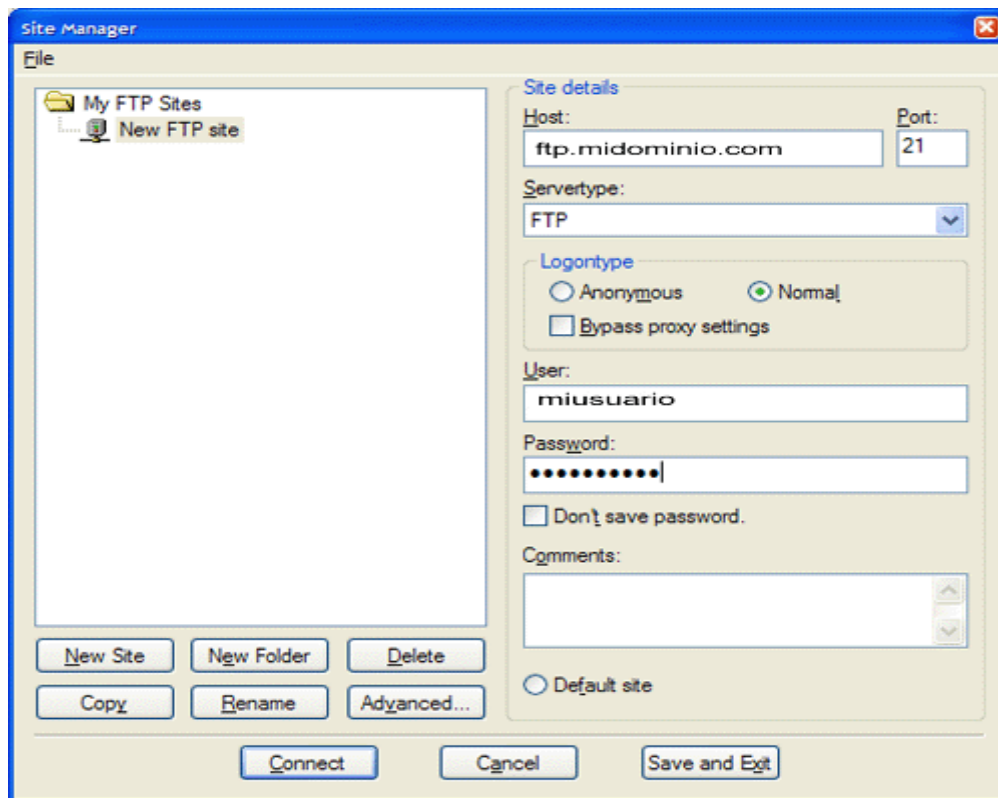 Site Manager
File
My FTP Sites
New FTP site
Site details
Host:
Port:
ftp.midominio.com
21
Servertype:
FTP
Logontype
Anonymous
Normal
Bypass proxy settings
User:
miusuario
Password:
••••••••••
Don't save password.
Comments:
New Site
New Folder
Delete
Copy
Rename
Advanced...
Default site
Connect
Cancel
Save and Exit